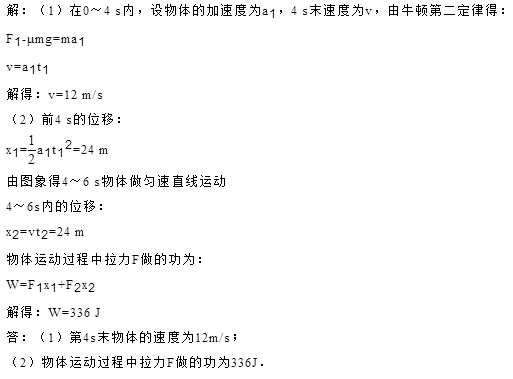 解：（1）在0～4 s内，设物体的加速度为a₁，4 s末速度为v，由牛顿第二定律得：
F₁-μmg=ma₁
v=a₁t₁
解得：v=12 m/s
（2）前4 s的位移：
x₁=\frac{1}{2}a₁t₁²=24 m
由图象得4～6 s物体做匀速直线运动
4～6s内的位移：
x₂=vt₂=24 m
物体运动过程中拉力F做的功为：
W=F₁x₁+F₂x₂
解得：W=336 J
答：（1）第4s末物体的速度为12m/s；
（2）物体运动过程中拉力F做的功为336J．